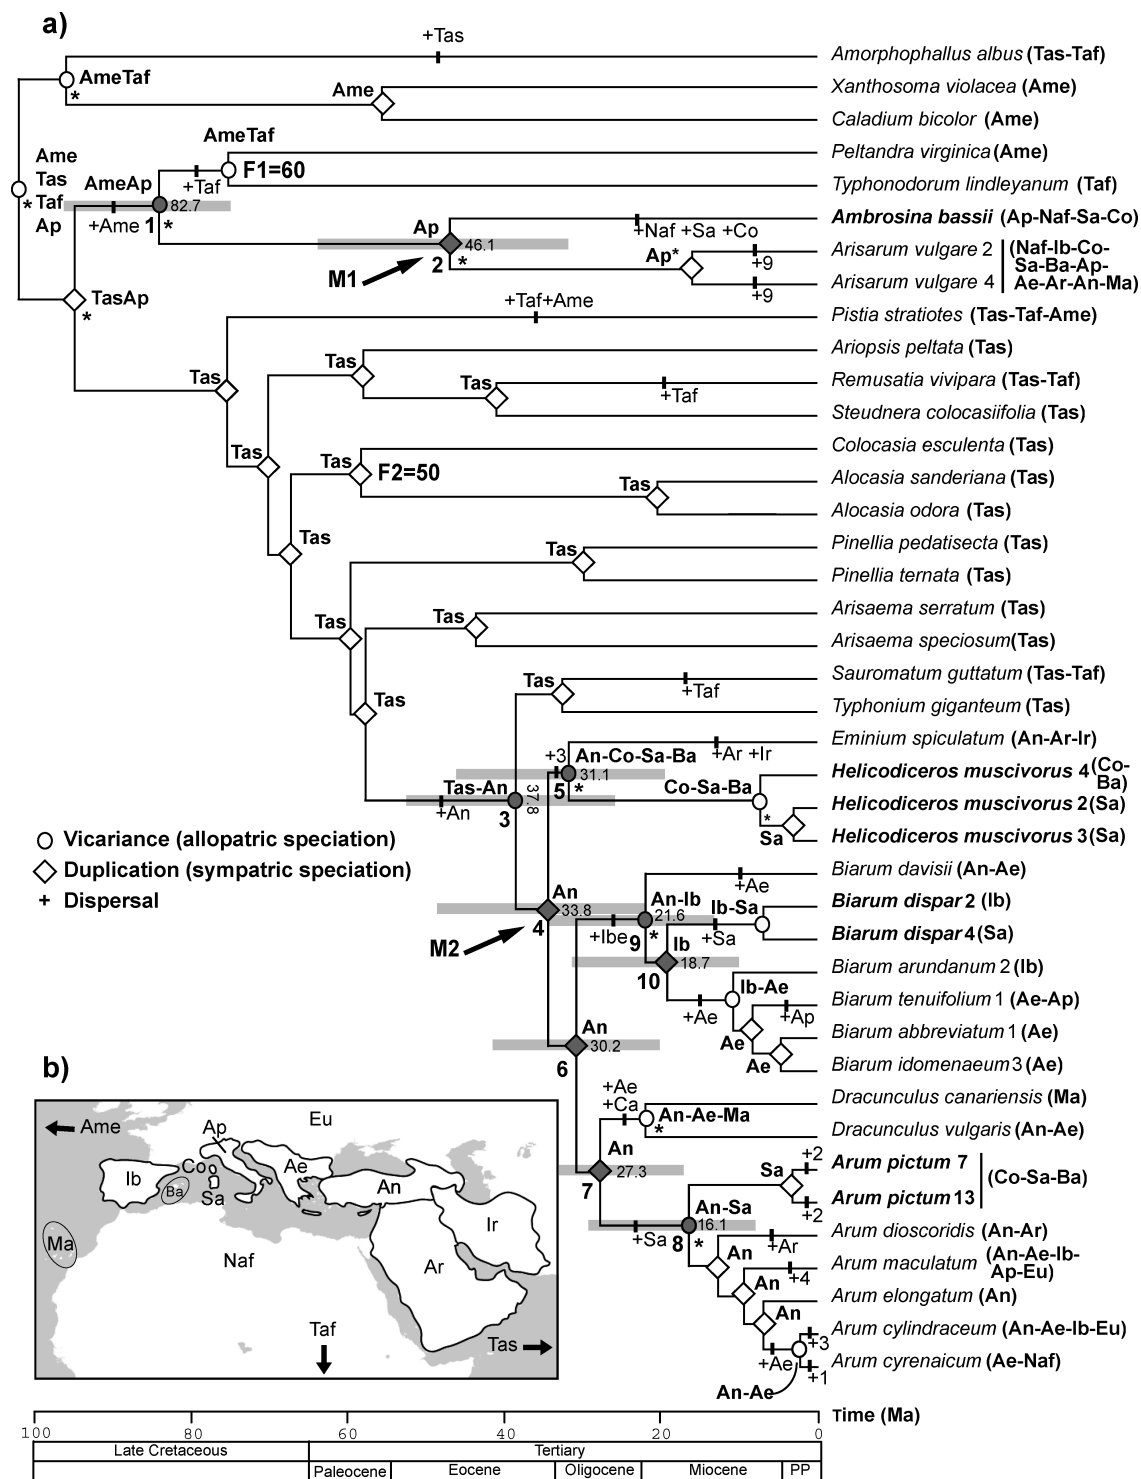 a)
+Tas
Amorphophallus albus (Tas-Taf)
AmeTaf
*
Ame
Xanthosoma violacea (Ame)
Caladium bicolor (Ame)
AmeTaf
Peltandra virginica (Ame)
F1=60
+Taf
Typhonodorum lindleyanum (Taf)
Ame
Tas
Taf
Ap
*
AmeAp
82.7
+Ame
1
*
Ap
46.1
2
*
M1
Ambrosina bassii (Ap-Naf-Sa-Co)
+Naf +Sa +Co
Ap*
Arisarum vulgare 2
+9
Arisarum vulgare 4
+9
(Naf-Ib-Co-
Sa-Ba-Ap-
Ae-Ar-An-Ma)
TasAp
*
+Taf+Ame
Pistia stratiotes (Tas-Taf-Ame)
Tas
Tas
Ariopsis peltata (Tas)
Tas
Remusatia vivipara (Tas-Taf)
+Taf
Steudnera colocasiifolia (Tas)
Tas
Tas
F2=50
Colocasia esculenta (Tas)
Tas
Alocasia sanderiana (Tas)
Alocasia odora (Tas)
Tas
Tas
Pinellia pedatisecta (Tas)
Pinellia ternata (Tas)
Tas
Tas
Arisaema serratum (Tas)
Arisaema speciosum(Tas)
Tas
Tas
Sauromatum guttatum (Tas-Taf)
+Taf
Typhonium giganteum (Tas)
Tas-An
37.8
+An
3
+3
An-Co-Sa-Ba
31.1
5
*
Eminium spiculatum (An-Ar-Ir)
+Ar +Ir
Co-Sa-Ba
*
Sa
Helicodiceros muscivorus 4 (Co-
Ba)
Helicodiceros muscivorus 2 (Sa)
Helicodiceros muscivorus 3 (Sa)
Vicariance (allopatric speciation)
Duplication (sympatric speciation)
+ Dispersal
An
33.8
4
M2
An-Ib
21.6
+Ibe
9
*
Biarum davisii (An-Ae)
+Ae
Ib-Sa
+Sa
Biarum dispar 2 (Ib)
Biarum dispar 4 (Sa)
Ib
18.7
10
Biarum arundanum 2 (Ib)
Ib-Ae
+Ae
Biarum tenuifolium 1 (Ae-Ap)
+Ap
Ae
Biarum abbreviatum 1 (Ae)
Ae
Biarum idomenaeum 3 (Ae)
An
30.2
6
+Ae
+Ca
An-Ae-Ma
*
Dracunculus canariensis (Ma)
Dracunculus vulgaris (An-Ae)
An
27.3
7
Sa
+2
Arum pictum 7
+2
Arum pictum 13
(Co-Sa-Ba)
An-Sa
16.1
+Sa
8
*
An
Arum dioscoridis (An-Ar)
+Ar
An
Arum maculatum (An-Ae-Ib-
Ap-Eu)
+4
An
Arum elongatum (An)
+Ae
Arum cylindraceum (An-Ae-Ib-Eu)
+3
Arum cyrenaicum (Ae-Naf)
+1
An-Ae
b)
Ame
Eu
Ap
Ib
Co
Ae
Ba
Sa
An
Ma
Ir
Naf
Ar
Taf
Tas
Time (Ma)
100 80 60 40 20 0
Late Cretaceous Tertiary
Paleocene Eocene Oligocene Miocene PP